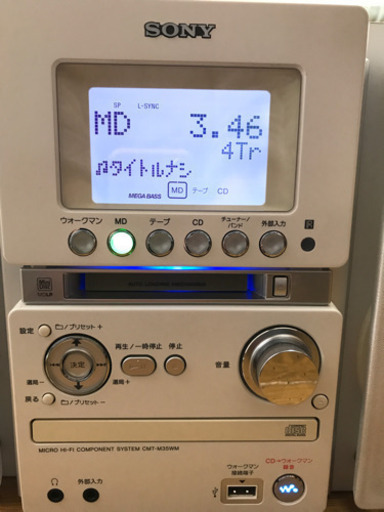 SONY
SP L-SYNC
MD 3.46
4Tr
♫タイトルナシ
MEGA BASS MD テープ CD
ウォークマン MD テープ CD チューナー/バンド 外部入力
設定 プリセット +
再生/一時停止 停止
決定
音量
選局− 選局+
戻る プリセット −
MICRO HI-FI COMPONENT SYSTEM CMT-M35WM
ウォークマン接続端子
CD→ウォークマン録音
外部入力